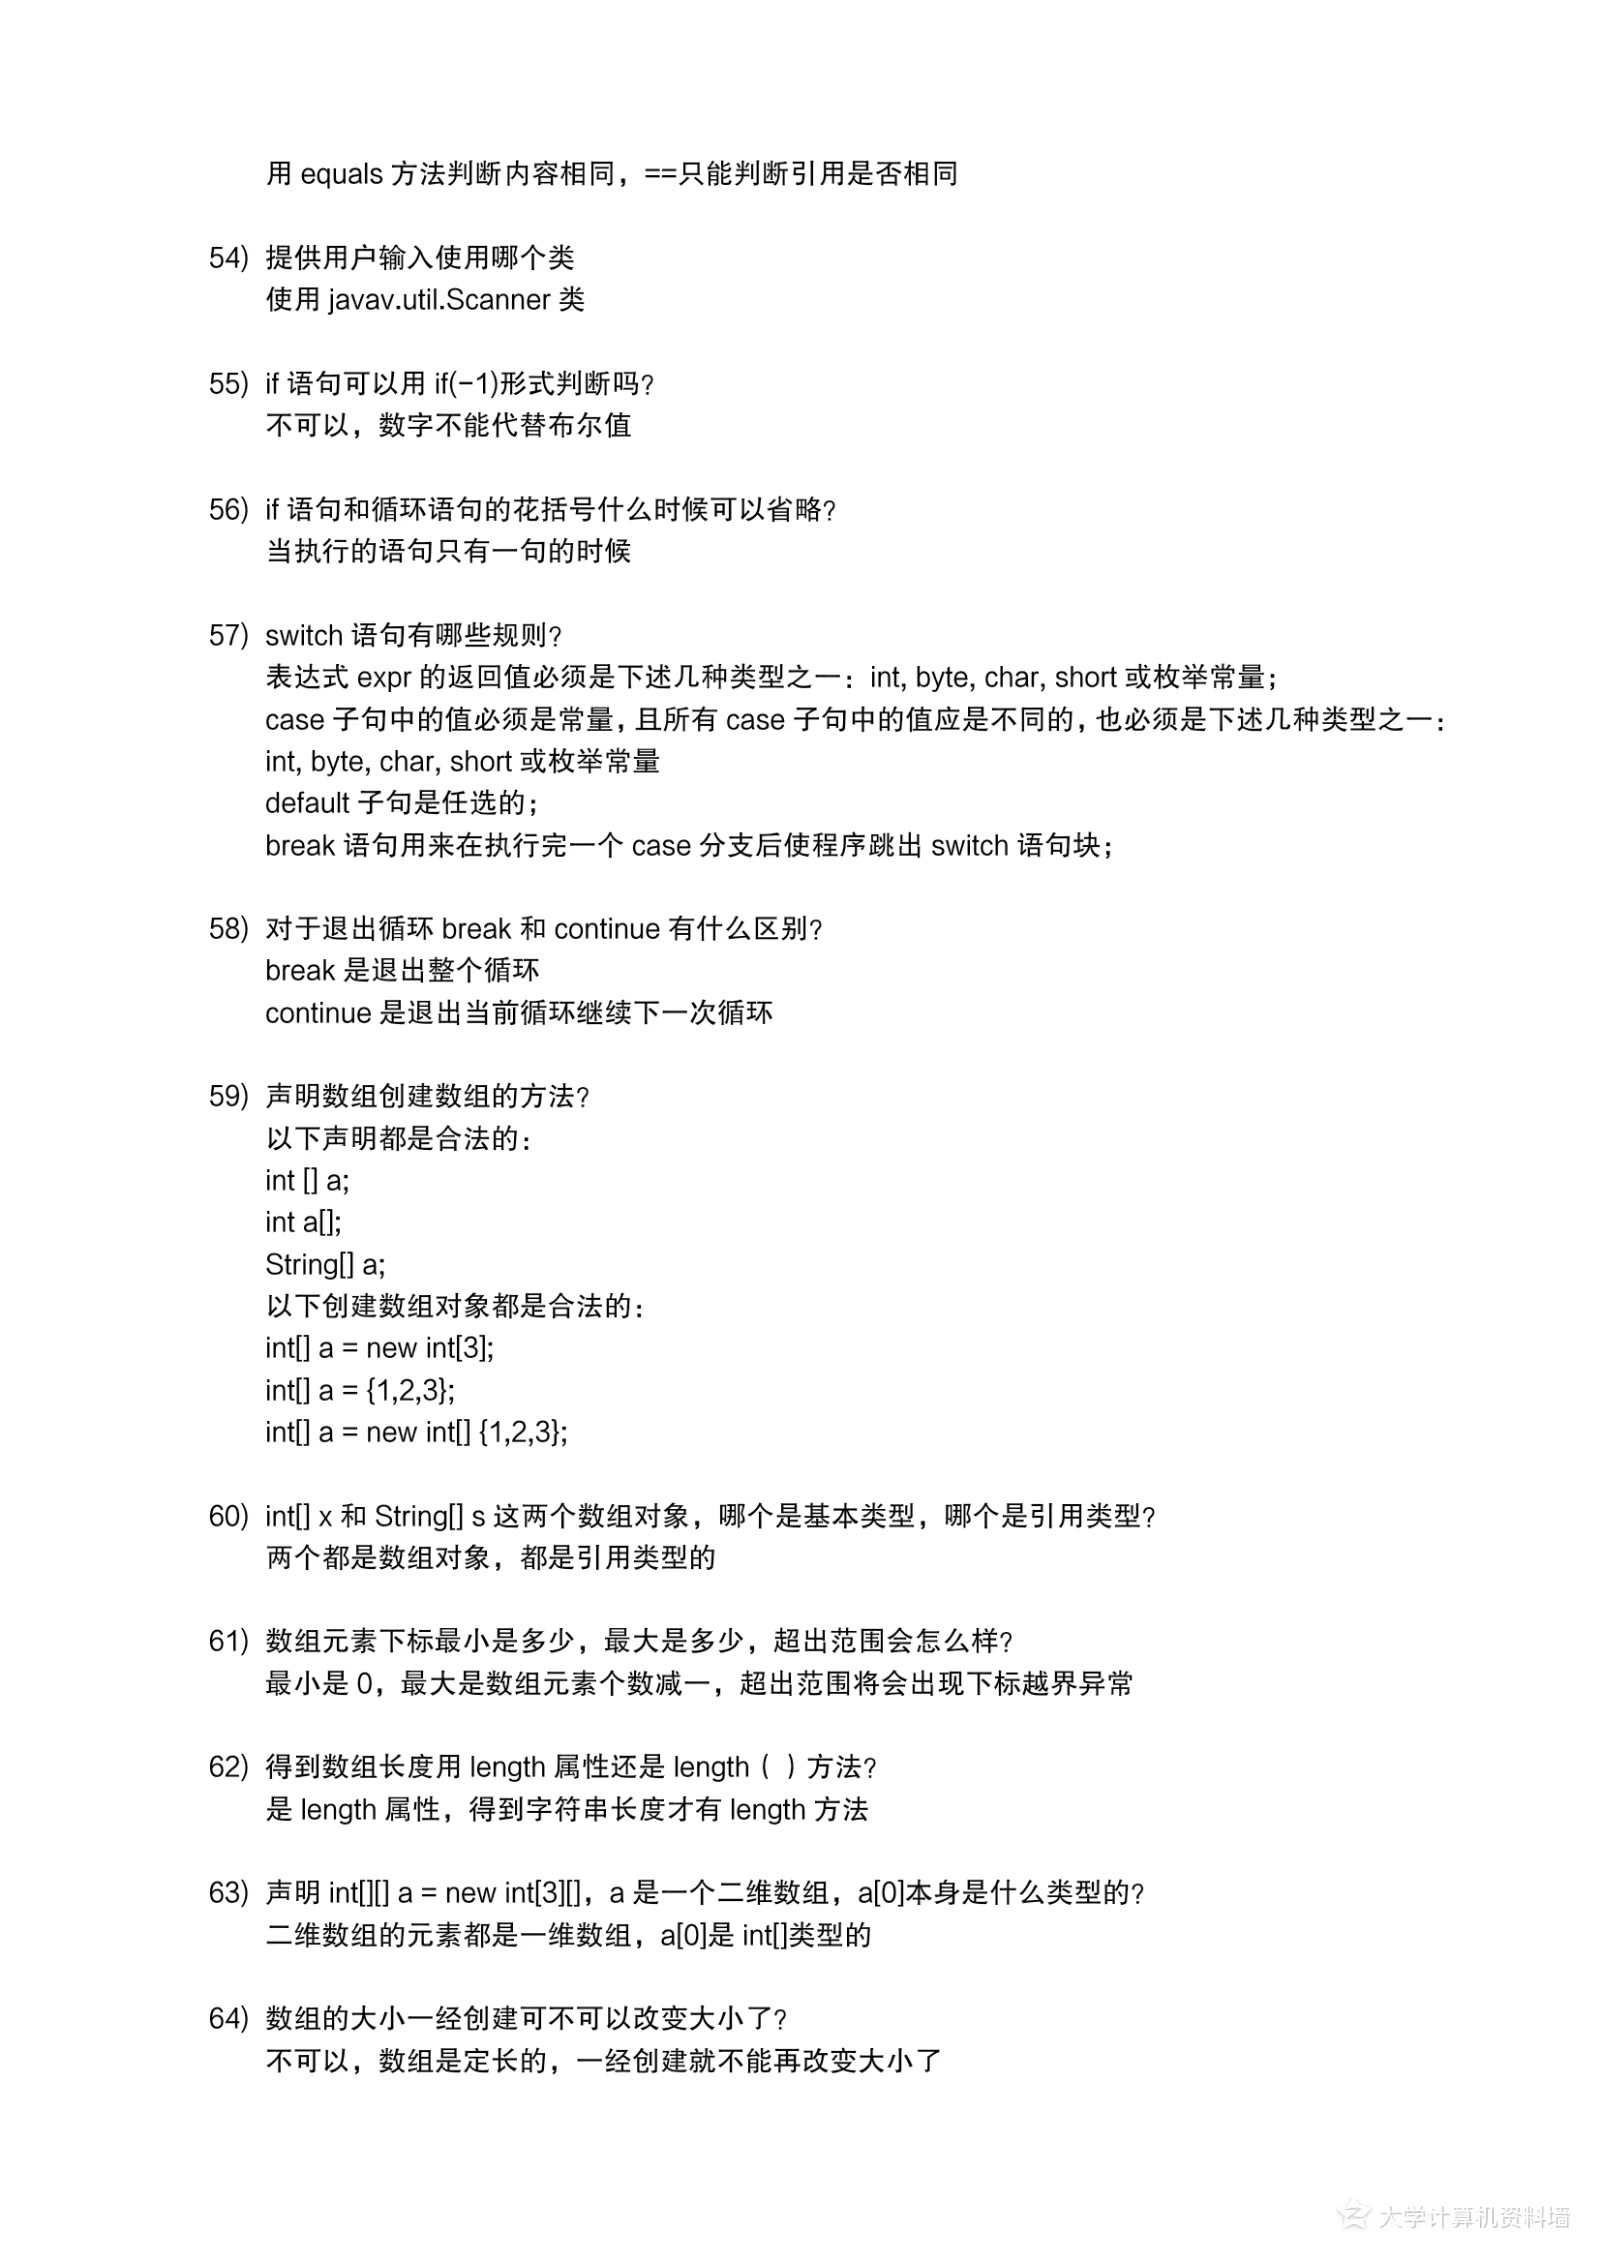 用 equals 方法判断内容相同，==只能判断引用是否相同
54) 提供用户输入使用哪个类
使用 javav.util.Scanner 类
55) if 语句可以用 if(-1)形式判断吗?
不可以，数字不能代替布尔值
56) if 语句和循环语句的花括号什么时候可以省略?
当执行的语句只有一句的时候
57) switch 语句有哪些规则?
表达式 expr 的返回值必须是下述几种类型之一：int, byte, char, short 或枚举常量；
case 子句中的值必须是常量，且所有 case 子句中的值应是不同的，也必须是下述几种类型之一：
int, byte, char, short 或枚举常量
default 子句是任选的；
break 语句用来在执行完一个 case 分支后使程序跳出 switch 语句块；
58) 对于退出循环 break 和 continue 有什么区别?
break 是退出整个循环
continue 是退出当前循环继续下一次循环
59) 声明数组创建数组的方法?
以下声明都是合法的：
int [] a;
int a[];
String[] a;
以下创建数组对象都是合法的：
int[] a = new int[3];
int[] a = {1,2,3};
int[] a = new int[] {1,2,3};
60) int[] x 和 String[] s 这两个数组对象，哪个是基本类型，哪个是引用类型?
两个都是数组对象，都是引用类型的
61) 数组元素下标最小是多少，最大是多少，超出范围会怎么样?
最小是 0，最大是数组元素个数减一，超出范围将会出现下标越界异常
62) 得到数组长度用 length 属性还是 length（ ）方法?
是 length 属性，得到字符串长度才有 length 方法
63) 声明 int[][] a = new int[3][]，a 是一个二维数组，a[0]本身是什么类型的?
二维数组的元素都是一维数组，a[0]是 int[]类型的
64) 数组的大小一经创建可不可以改变大小了?
不可以，数组是定长的，一经创建就不能再改变大小了
大学计算机资料墙